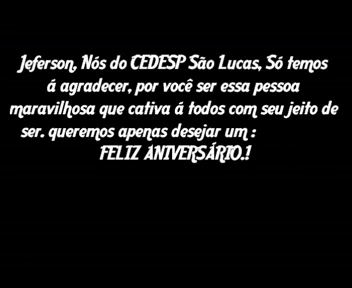 Jeferson, Nós do CEDESP São Lucas, Só temos
á agradecer, por você ser essa pessoa
maravilhosa que cativa á todos com seu jeito de
ser. queremos apenas desejar um :
FELIZ ANIVERSÁRIO.!